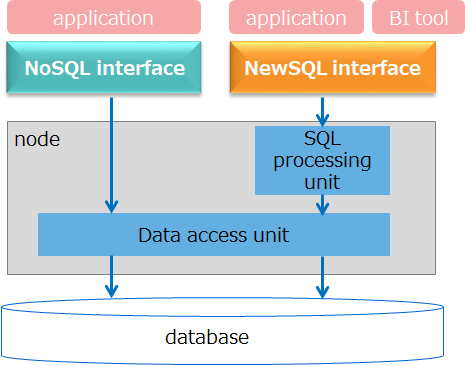 application
application
BI tool
NoSQL interface
NewSQL interface
node
SQL
processing
unit
Data access unit
database